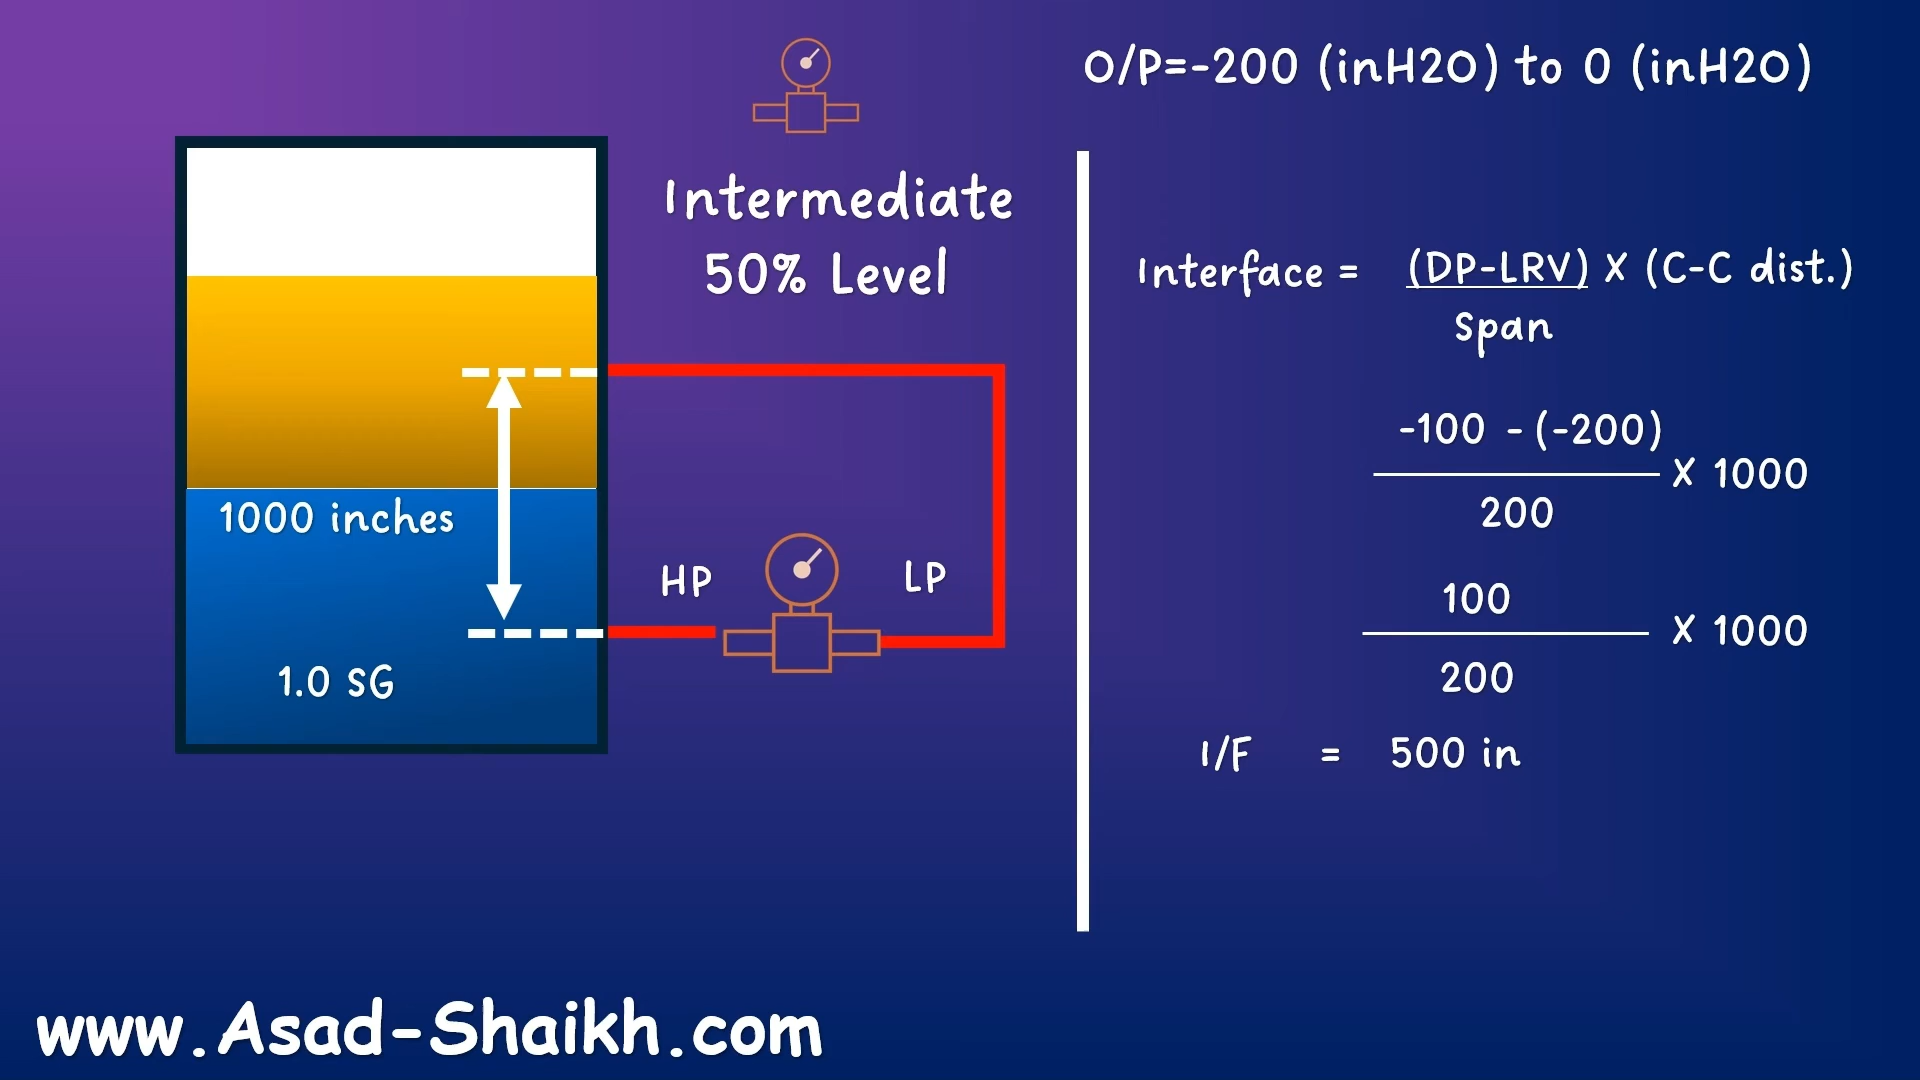 O/P=-200 (inH2O) to 0 (inH2O)
Intermediate
50% Level
1000 inches
1.0 SG
HP
LP
Interface = (DP-LRV) X (C-C dist.)
Span
-100 - (-200)
X 1000
200
100
X 1000
200
I/F = 500 in
www.Asad-Shaikh.com